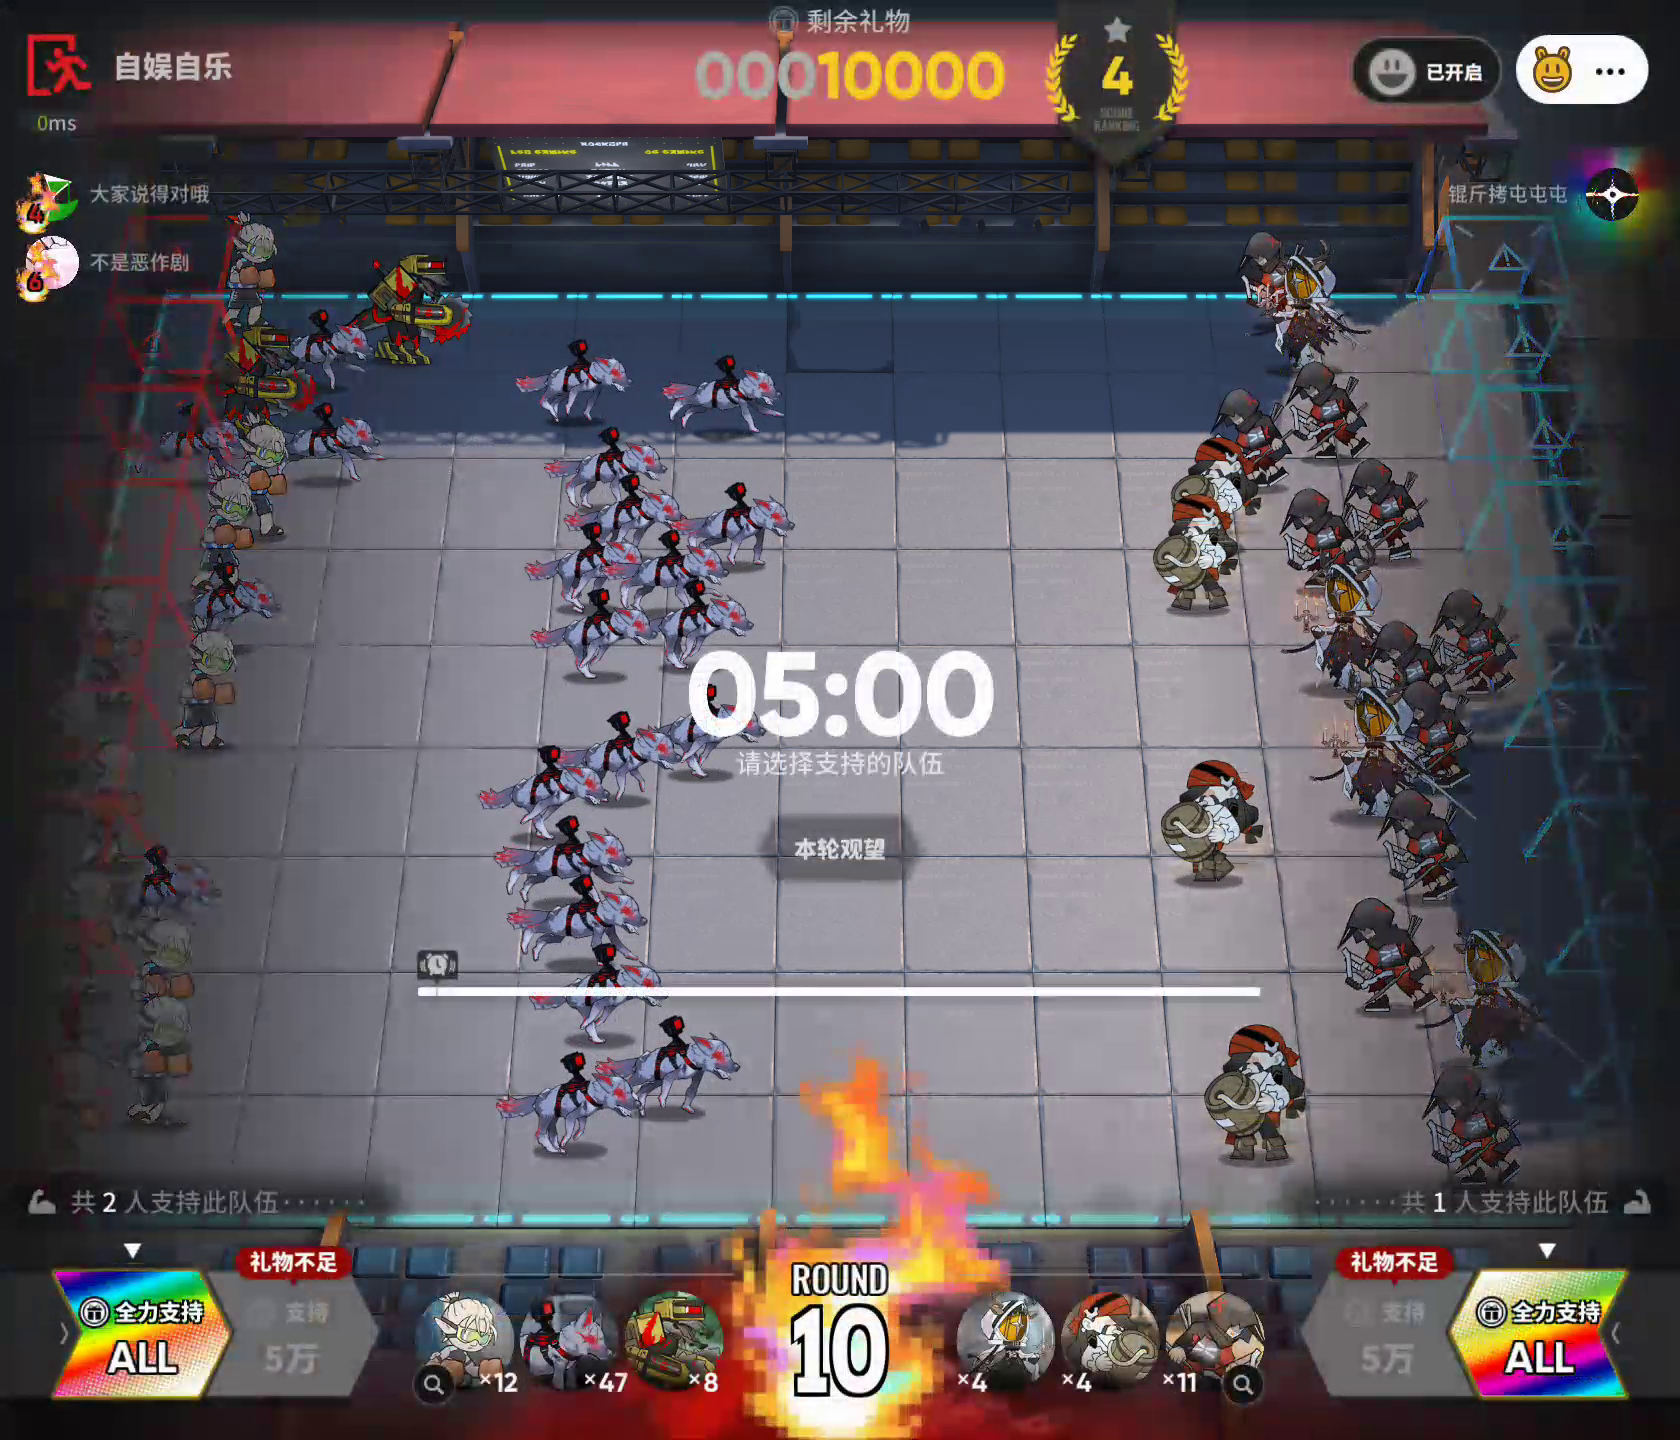 剩余礼物
自娱自乐
00010000
4
SCORE
RANKING
已开启
0ms
4
大家说得对哦
锟斤拷屯屯屯
6
不是恶作剧
05:00
请选择支持的队伍
本轮观望
共 2 人支持此队伍······
······共 1 人支持此队伍
礼物不足
礼物不足
全力支持
ALL
支持
5万
×12
×47
×8
ROUND
10
×4
×4
×11
支持
5万
全力支持
ALL